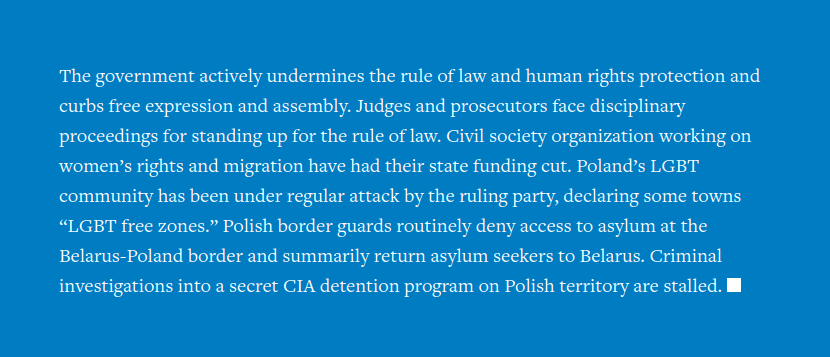 The government actively undermines the rule of law and human rights protection and
curbs free expression and assembly. Judges and prosecutors face disciplinary
proceedings for standing up for the rule of law. Civil society organization working on
women’s rights and migration have had their state funding cut. Poland’s LGBT
community has been under regular attack by the ruling party, declaring some towns
“LGBT free zones.” Polish border guards routinely deny access to asylum at the
Belarus-Poland border and summarily return asylum seekers to Belarus. Criminal
investigations into a secret CIA detention program on Polish territory are stalled.